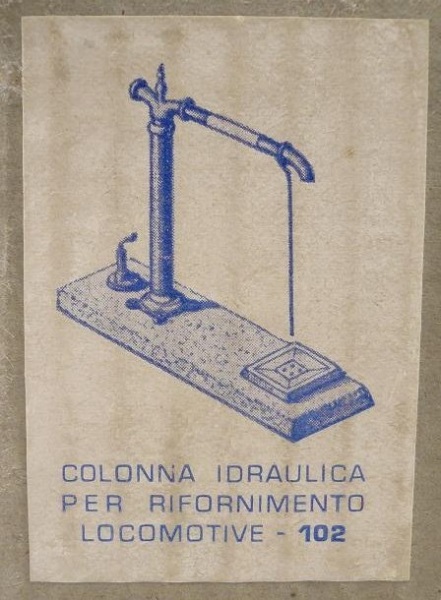 COLONNA IDRAULICA
PER RIFORNIMENTO
LOCOMOTIVE - 102